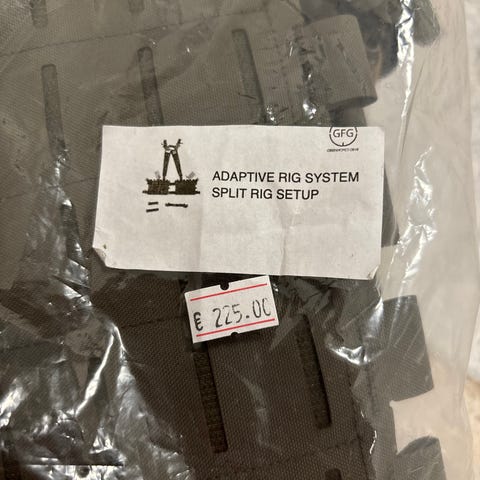 GFG
ADAPTIVE RIG SYSTEM
SPLIT RIG SETUP
€ 225.00